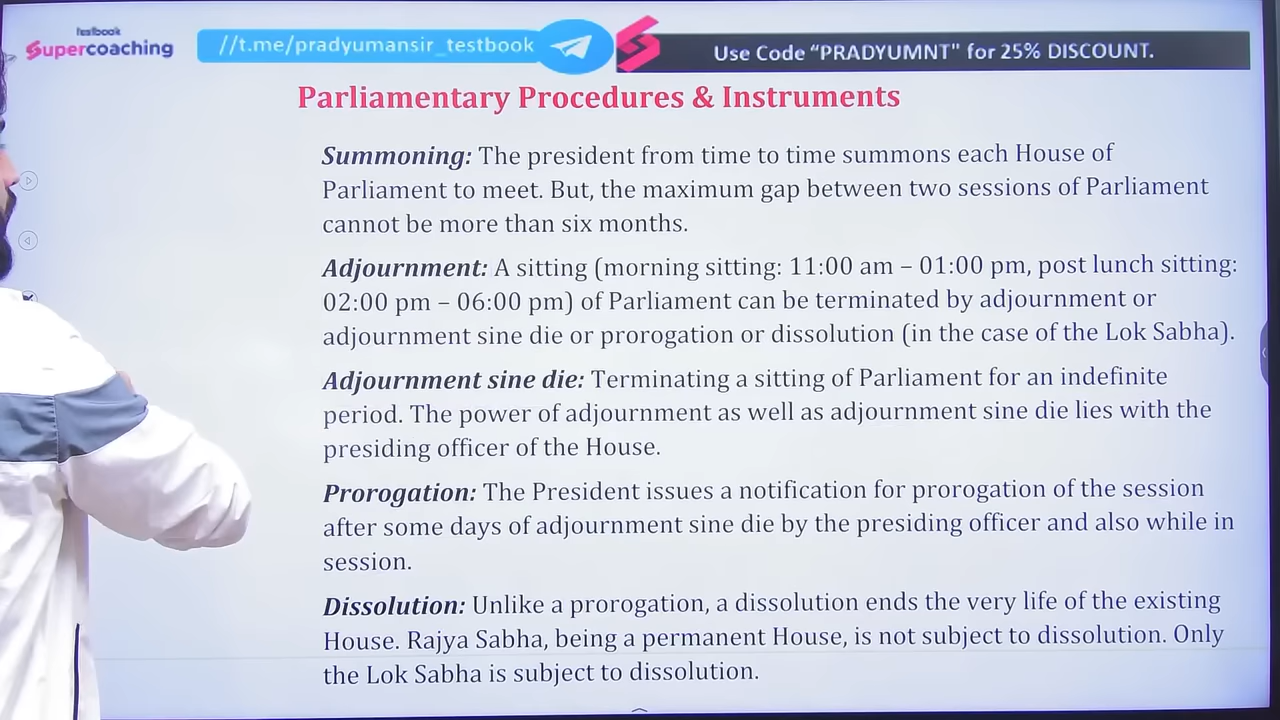 testbook
Supercoaching
//t.me/pradyumansir_testbook
Use Code “PRADYUMNT" for 25% DISCOUNT.
Parliamentary Procedures & Instruments
Summoning: The president from time to time summons each House of
Parliament to meet. But, the maximum gap between two sessions of Parliament
cannot be more than six months.
Adjournment: A sitting (morning sitting: 11:00 am – 01:00 pm, post lunch sitting:
02:00 pm – 06:00 pm) of Parliament can be terminated by adjournment or
adjournment sine die or prorogation or dissolution (in the case of the Lok Sabha).
Adjournment sine die: Terminating a sitting of Parliament for an indefinite
period. The power of adjournment as well as adjournment sine die lies with the
presiding officer of the House.
Prorogation: The President issues a notification for prorogation of the session
after some days of adjournment sine die by the presiding officer and also while in
session.
Dissolution: Unlike a prorogation, a dissolution ends the very life of the existing
House. Rajya Sabha, being a permanent House, is not subject to dissolution. Only
the Lok Sabha is subject to dissolution.